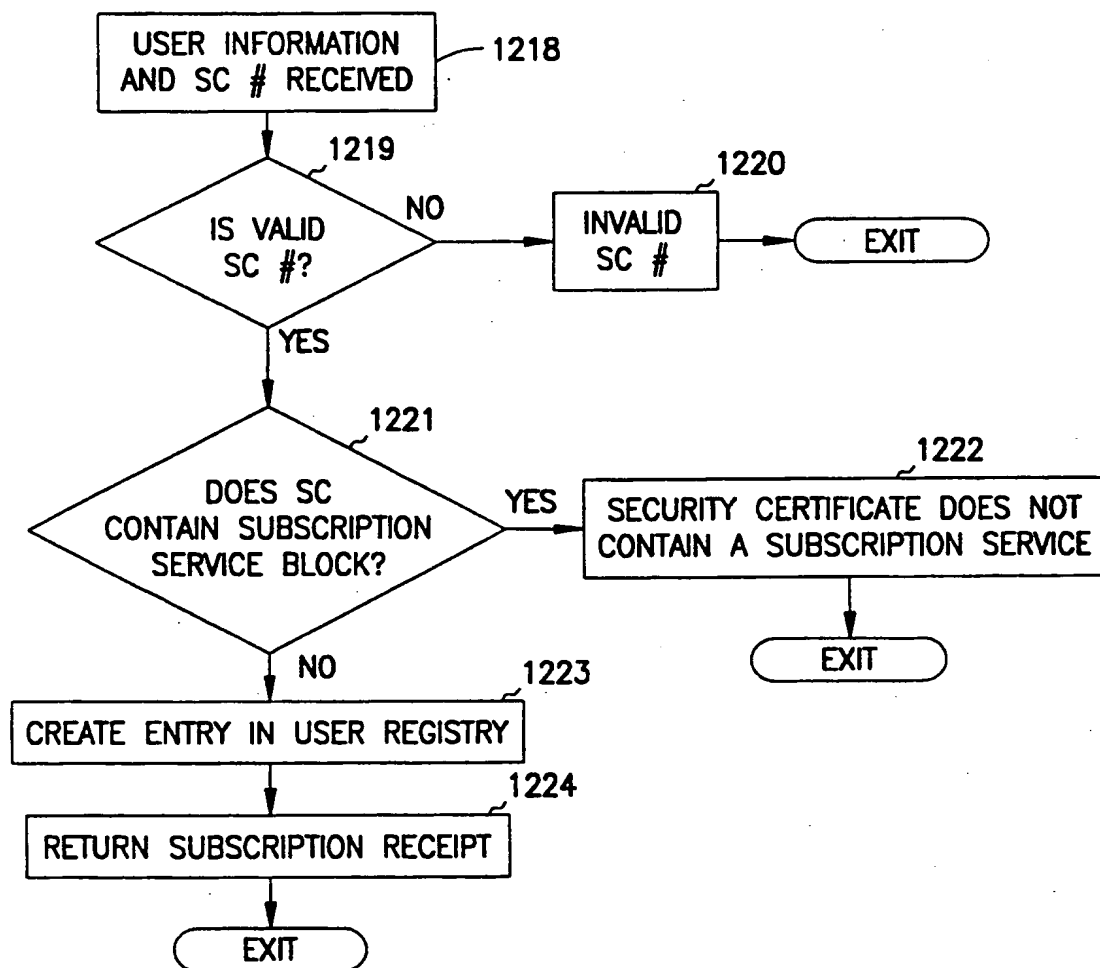 USER INFORMATION
AND SC # RECEIVED
1218
1219
IS VALID
SC #?
NO
1220
INVALID
SC #
EXIT
YES
1221
DOES SC
CONTAIN SUBSCRIPTION
SERVICE BLOCK?
YES
1222
SECURITY CERTIFICATE DOES NOT
CONTAIN A SUBSCRIPTION SERVICE
EXIT
NO
1223
CREATE ENTRY IN USER REGISTRY
1224
RETURN SUBSCRIPTION RECEIPT
EXIT